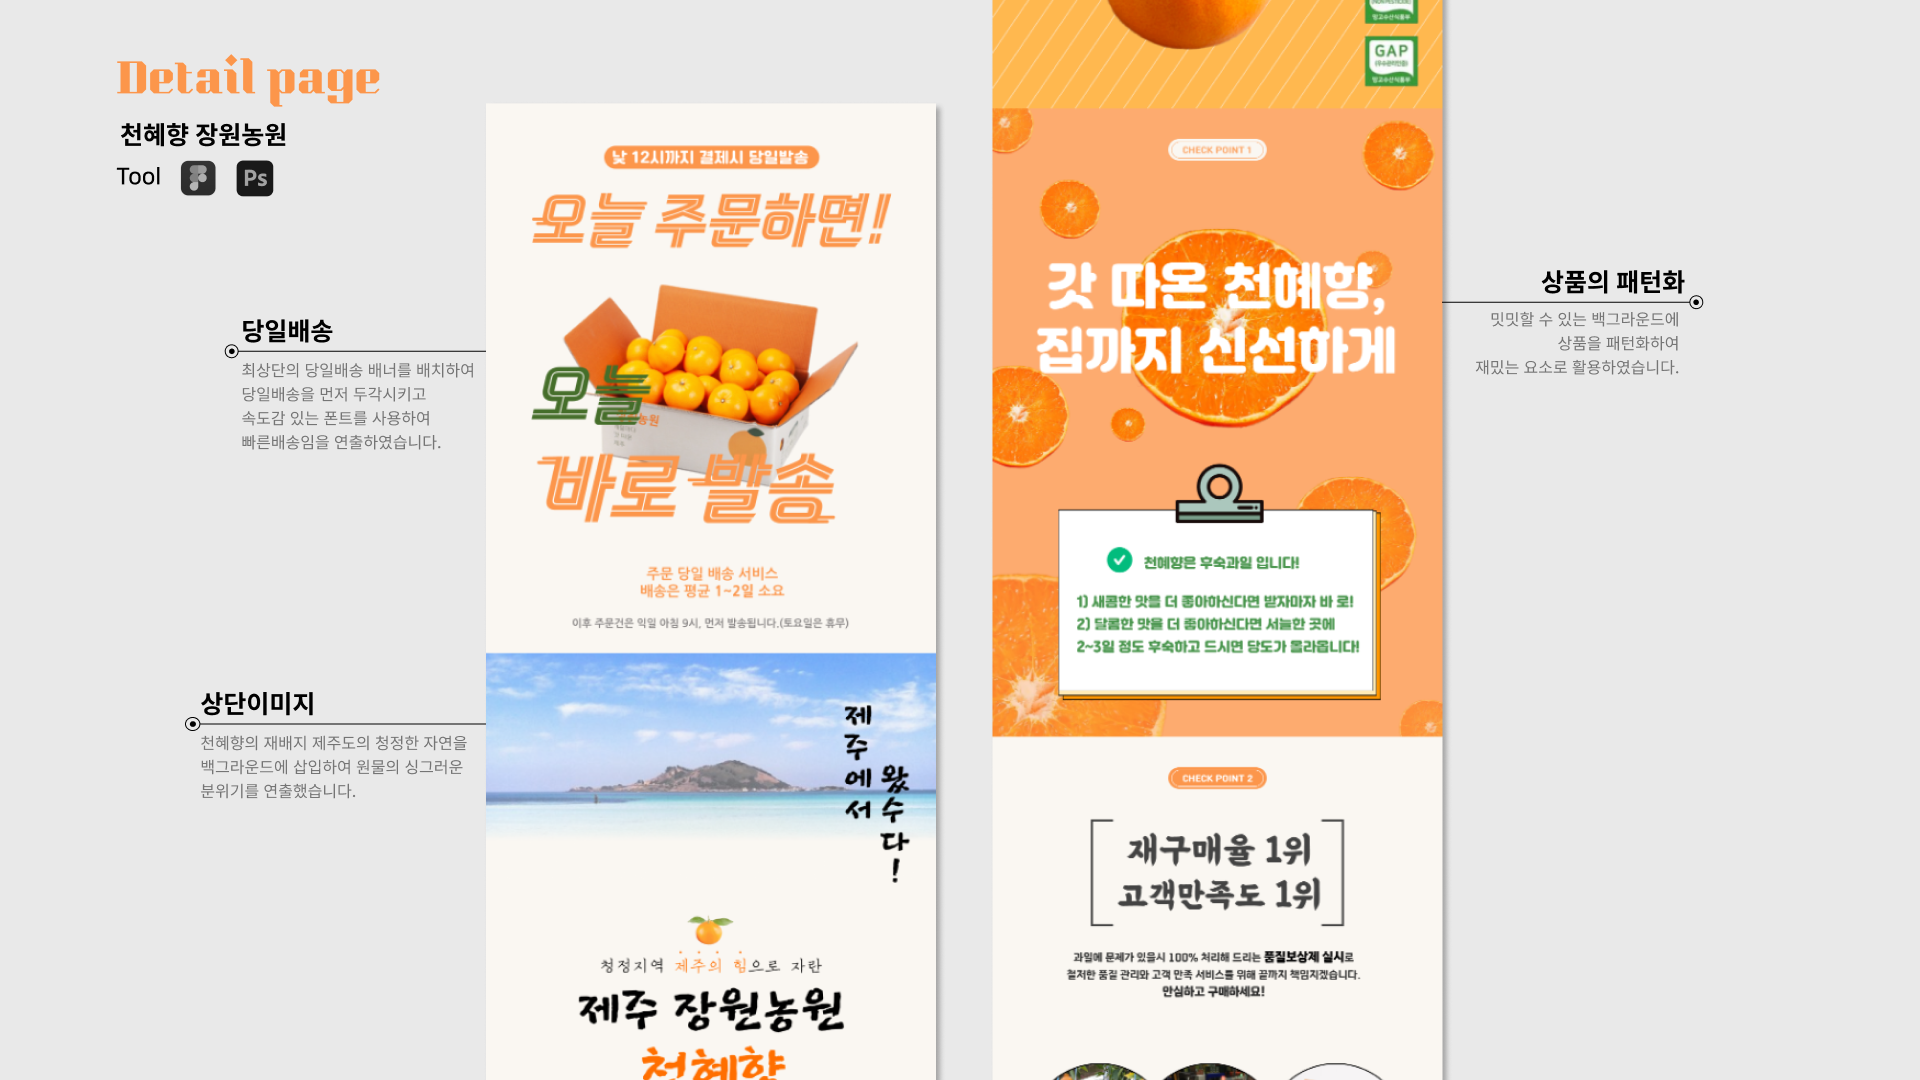 Detail page
천혜향 장원농원
Tool
Ps
당일배송
최상단의 당일배송 배너를 배치하여
당일배송을 먼저 두각시키고
속도감 있는 폰트를 사용하여
빠른배송임을 연출하였습니다.
상단이미지
천혜향의 재배지 제주도의 청정한 자연을
백그라운드에 삽입하여 원물의 싱그러운
분위기를 연출했습니다.
낮 12시까지 결제시 당일발송
오늘 주문하면!
오늘
바로 발송
주문 당일 배송 서비스
배송은 평균 1~2일 소요
이후 주문건은 익일 아침 9시, 먼저 발송됩니다.(토요일은 휴무)
제주에서
왔수다!
청정지역 제주의 힘으로 자란
제주 장원농원
천혜향
GAP
(우수관리인증)
농림축산식품부
CHECK POINT 1
갓 따온 천혜향,
집까지 신선하게
천혜향은 후숙과일 입니다!
1) 새콤한 맛을 더 좋아하신다면 받자마자 바 로!
2) 달콤한 맛을 더 좋아하신다면 서늘한 곳에
2~3일 정도 후숙하고 드시면 당도가 올라옵니다!
CHECK POINT 2
재구매율 1위
고객만족도 1위
과일에 문제가 있을시 100% 처리해 드리는 품질보상제 실시로
철저한 품질 관리와 고객 만족 서비스를 위해 끝까지 책임지겠습니다.
안심하고 구매하세요!
상품의 패턴화
밋밋할 수 있는 백그라운드에
상품을 패턴화하여
재밌는 요소로 활용하였습니다.